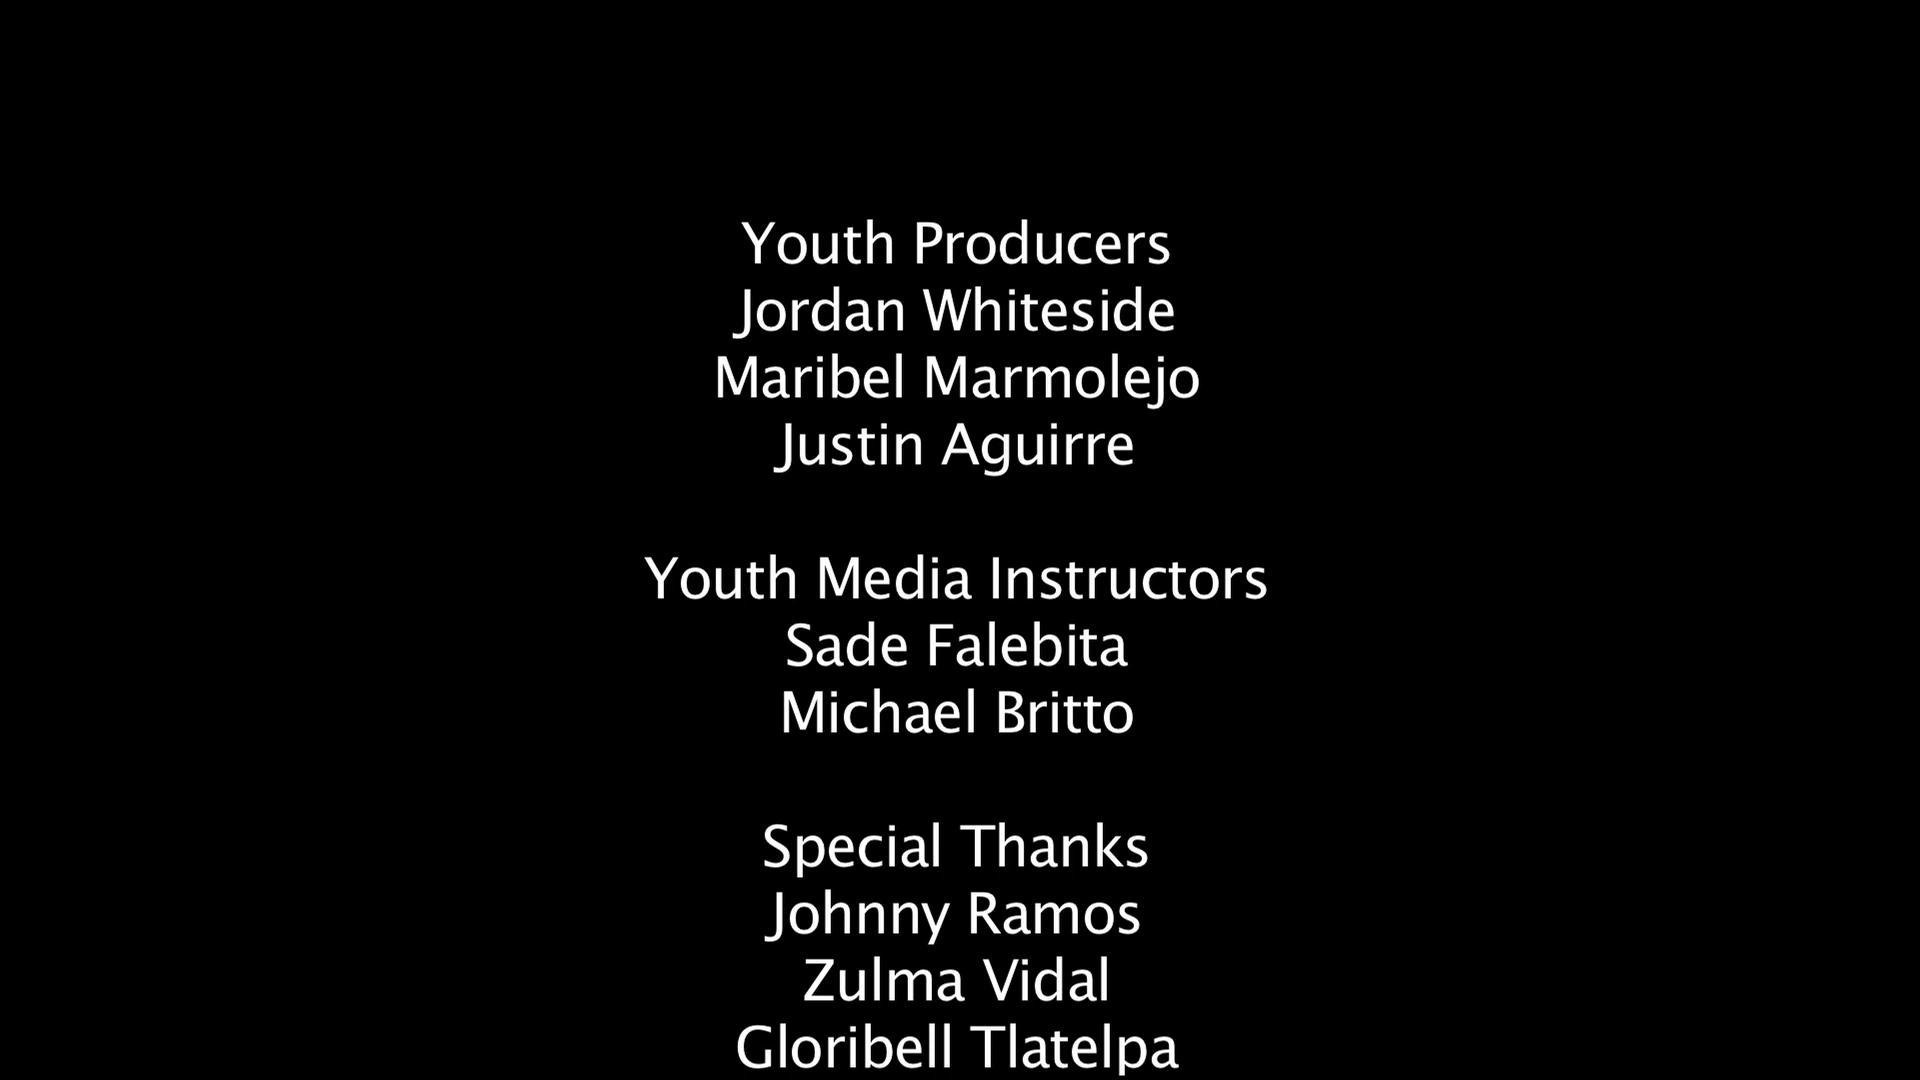 Youth Producers
Jordan Whiteside
Maribel Marmolejo
Justin Aguirre
Youth Media Instructors
Sade Falebita
Michael Britto
Special Thanks
Johnny Ramos
Zulma Vidal
Gloribell Tlatelpa